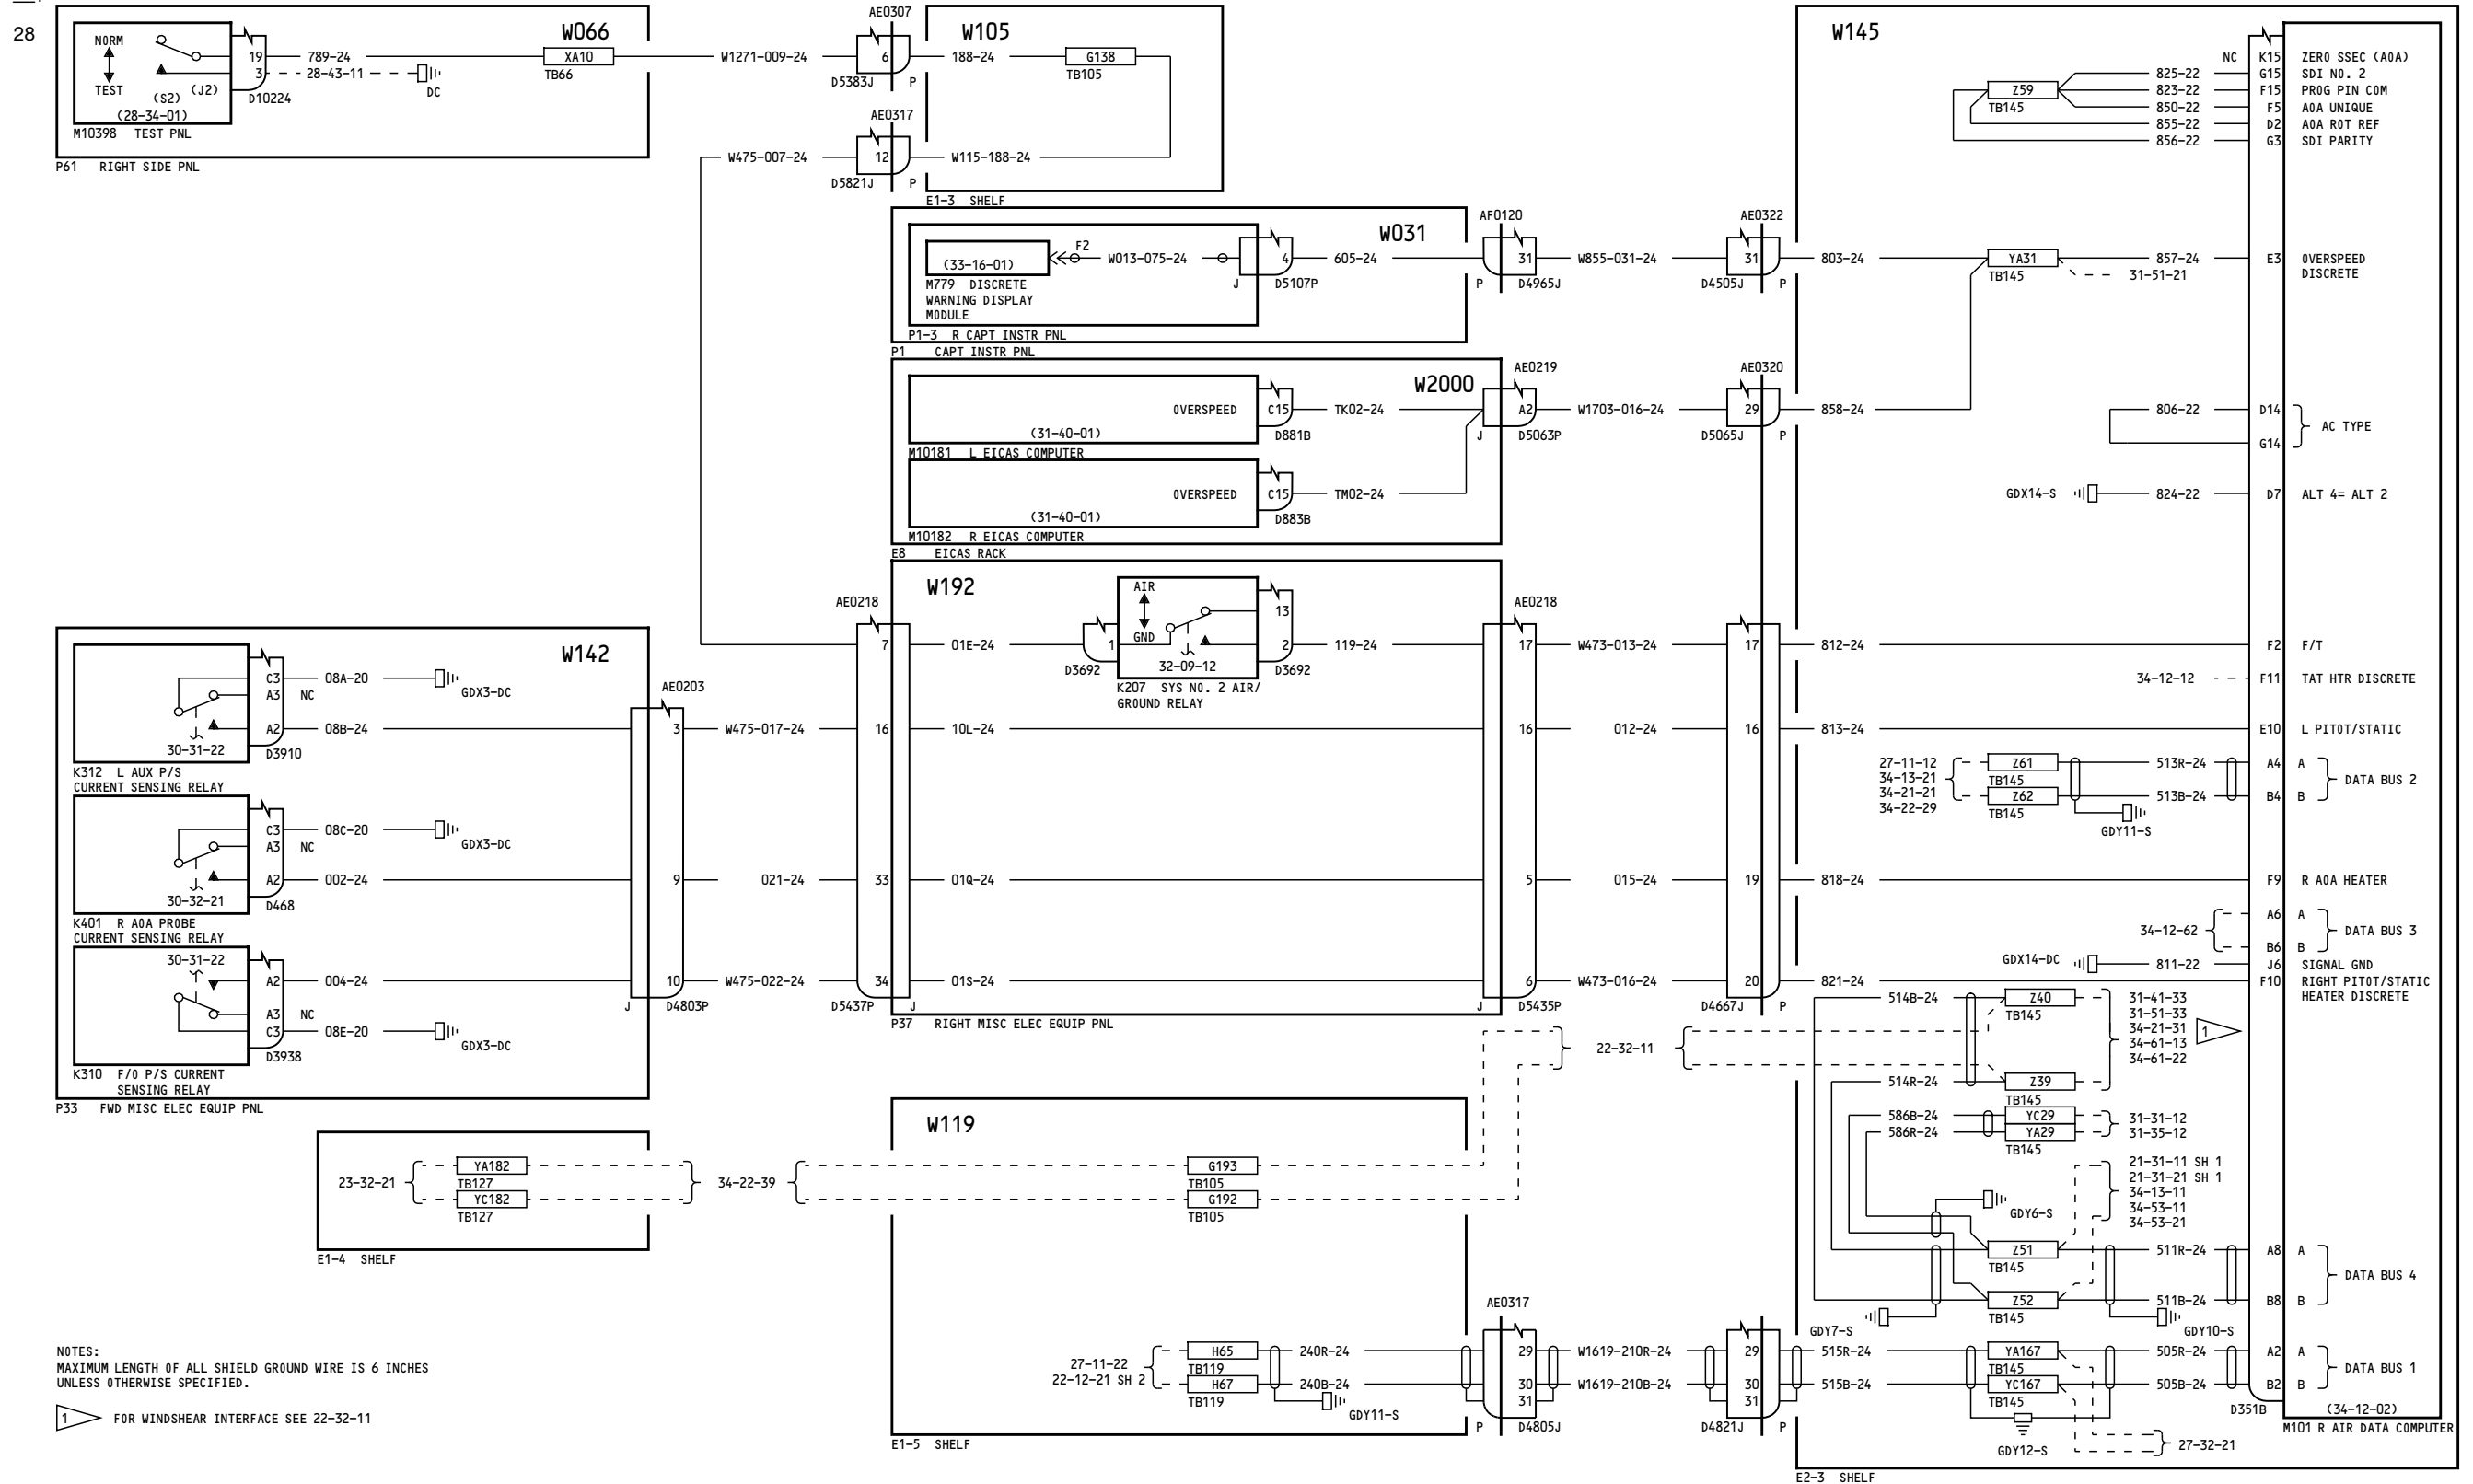 28
NORM
TEST
(S2)
(J2)
(28-34-01)
M10398 TEST PNL
P61 RIGHT SIDE PNL
19
3
D10224
789-24
28-43-11
DC
W066
XA10
TB66
W1271-009-24
AE0307
6
D5383J
P
W105
188-24
G138
TB105
AE0317
W475-007-24
12
D5821J
P
W115-188-24
E1-3 SHELF
W031
(33-16-01)
F2
W013-075-24
M779 DISCRETE
WARNING DISPLAY
MODULE
4
J
D5107P
605-24
P1-3 R CAPT INSTR PNL
P1 CAPT INSTR PNL
AF0120
31
P
D4965J
W855-031-24
AE0322
31
D4505J
P
W2000
OVERSPEED
C15
TK02-24
(31-40-01)
D881B
M10181 L EICAS COMPUTER
OVERSPEED
C15
TM02-24
(31-40-01)
D883B
M10182 R EICAS COMPUTER
E8 EICAS RACK
AE0219
A2
J
D5063P
W1703-016-24
AE0320
29
D5065J
P
W142
C3
08A-20
GDX3-DC
A3
NC
A2
08B-24
30-31-22
D3910
K312 L AUX P/S
CURRENT SENSING RELAY
C3
08C-20
GDX3-DC
A3
NC
A2
002-24
30-32-21
D468
K401 R AOA PROBE
CURRENT SENSING RELAY
30-31-22
A2
004-24
A3
NC
C3
08E-20
GDX3-DC
D3938
K310 F/O P/S CURRENT
SENSING RELAY
P33 FWD MISC ELEC EQUIP PNL
AE0203
3
9
10
J
D4803P
W475-017-24
021-24
W475-022-24
AE0218
7
16
33
34
D5437P
J
W192
AIR
GND
32-09-12
01E-24
1
D3692
13
2
D3692
119-24
K207 SYS NO. 2 AIR/
GROUND RELAY
10L-24
01Q-24
01S-24
P37 RIGHT MISC ELEC EQUIP PNL
AE0218
17
16
5
6
J
D5435P
W473-013-24
012-24
015-24
W473-016-24
17
16
19
20
D4667J
P
22-32-11
23-32-21
YA182
TB127
YC182
TB127
E1-4 SHELF
34-22-39
W119
G193
TB105
G192
TB105
27-11-22
22-12-21 SH 2
H65
TB119
H67
TB119
240R-24
240B-24
GDY11-S
E1-5 SHELF
AE0317
29
30
31
P
D4805J
W1619-210R-24
W1619-210B-24
29
30
31
D4821J
P
W145
NC
K15
ZERO SSEC (AOA)
825-22
G15
SDI NO. 2
Z59
TB145
823-22
F15
PROG PIN COM
850-22
F5
AOA UNIQUE
855-22
D2
AOA ROT REF
856-22
G3
SDI PARITY
803-24
YA31
TB145
857-24
E3
OVERSPEED
DISCRETE
31-51-21
858-24
806-22
D14
G14
AC TYPE
GDX14-S
824-22
D7
ALT 4= ALT 2
812-24
F2
F/T
34-12-12
F11
TAT HTR DISCRETE
813-24
E10
L PITOT/STATIC
27-11-12
34-13-21
34-21-21
34-22-29
Z61
TB145
Z62
TB145
513R-24
A4
A
513B-24
B4
B
DATA BUS 2
GDY11-S
818-24
F9
R AOA HEATER
34-12-62
A6
A
B6
B
DATA BUS 3
GDX14-DC
811-22
J6
SIGNAL GND
821-24
F10
RIGHT PITOT/STATIC
HEATER DISCRETE
514B-24
Z40
TB145
31-41-33
31-51-33
34-21-31
34-61-13
34-61-22
1
514R-24
Z39
TB145
586B-24
YC29
31-31-12
586R-24
YA29
31-35-12
TB145
21-31-11 SH 1
21-31-21 SH 1
34-13-11
34-53-11
34-53-21
GDY6-S
Z51
TB145
511R-24
A8
A
Z52
TB145
511B-24
B8
B
DATA BUS 4
GDY7-S
GDY10-S
515R-24
YA167
TB145
505R-24
A2
A
515B-24
YC167
TB145
505B-24
B2
B
DATA BUS 1
GDY12-S
27-32-21
D351B
(34-12-02)
M101 R AIR DATA COMPUTER
E2-3 SHELF
NOTES:
MAXIMUM LENGTH OF ALL SHIELD GROUND WIRE IS 6 INCHES
UNLESS OTHERWISE SPECIFIED.
1 FOR WINDSHEAR INTERFACE SEE 22-32-11